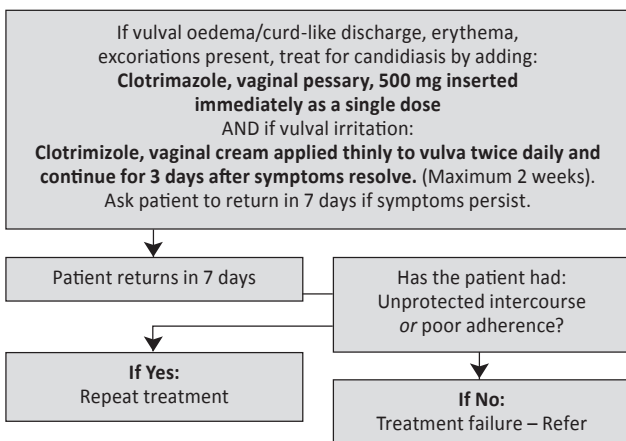 If vulval oedema/curd-like discharge, erythema,
excoriations present, treat for candidiasis by adding:
Clotrimazole, vaginal pessary, 500 mg inserted
immediately as a single dose
AND if vulval irritation:
Clotrimizole, vaginal cream applied thinly to vulva twice daily and
continue for 3 days after symptoms resolve. (Maximum 2 weeks).
Ask patient to return in 7 days if symptoms persist.
Patient returns in 7 days
Has the patient had:
Unprotected intercourse
or poor adherence?
If Yes:
Repeat treatment
If No:
Treatment failure – Refer